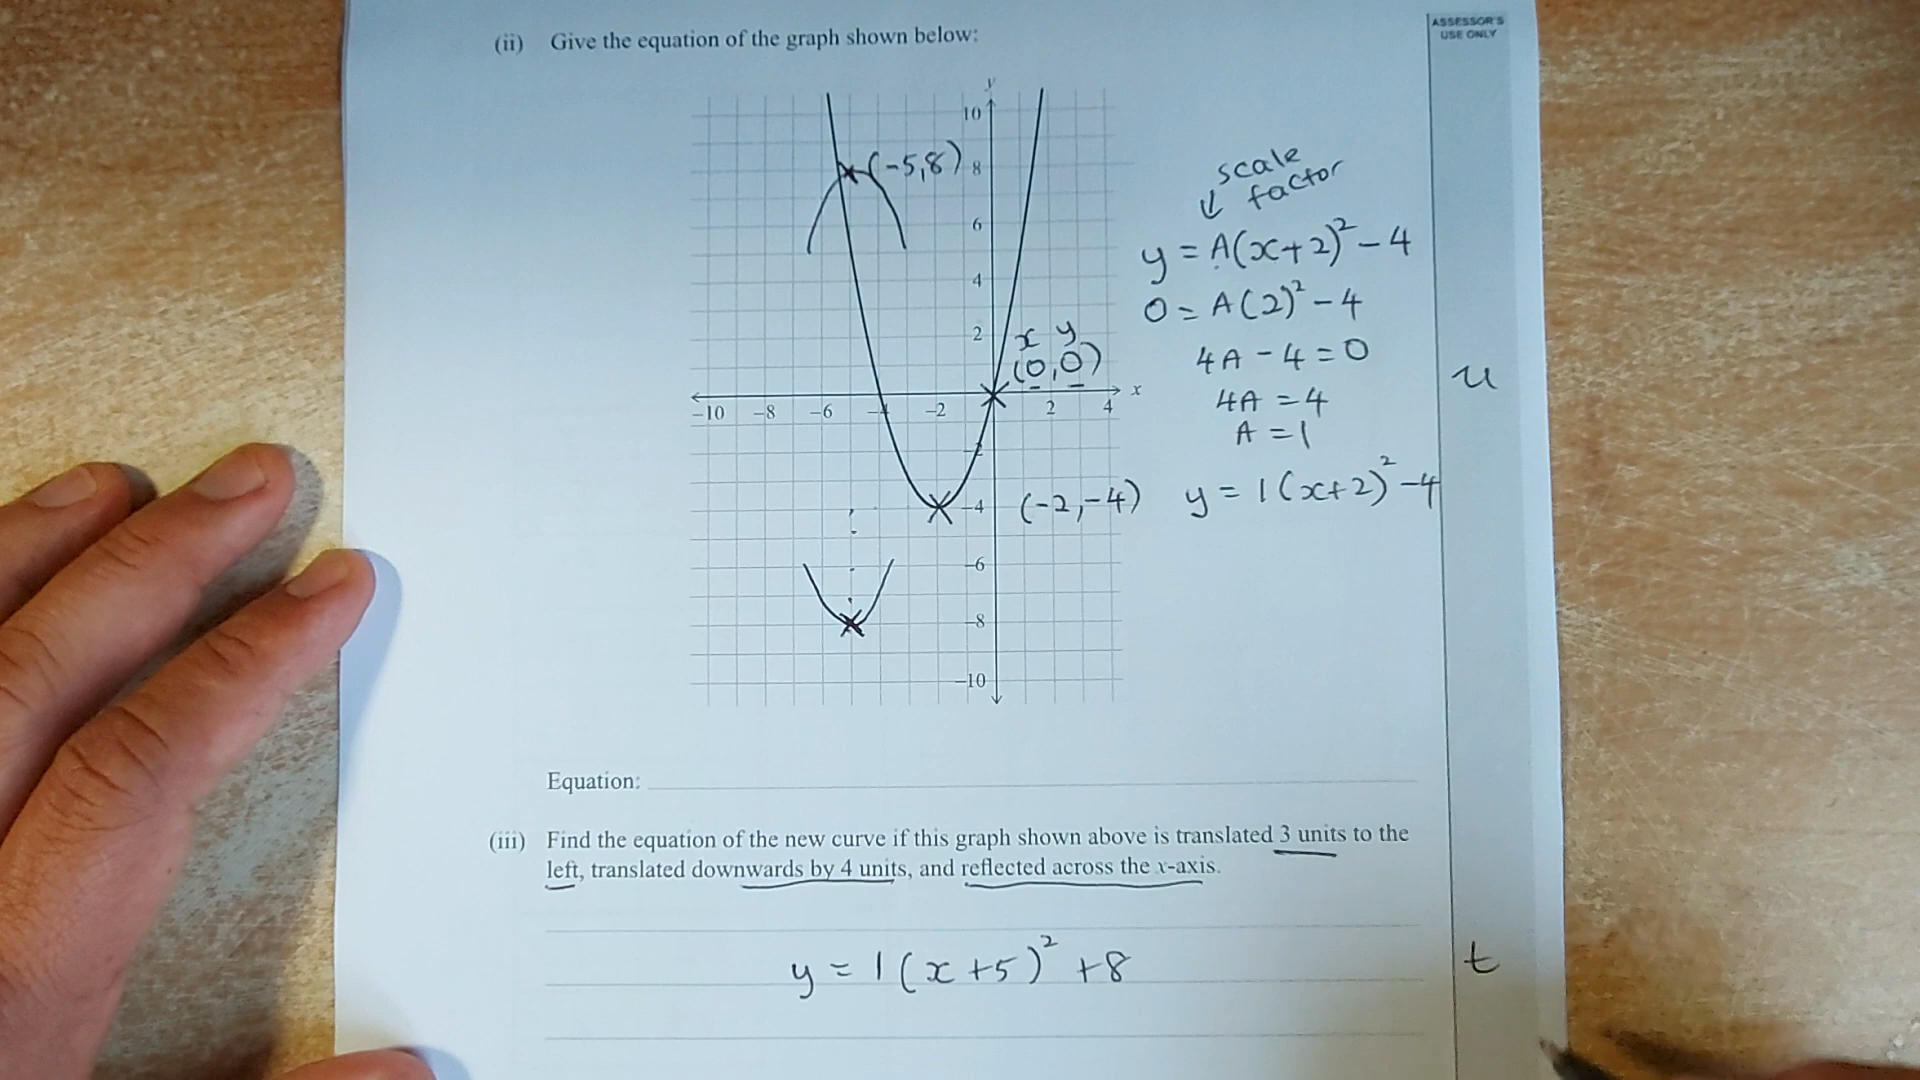 ASSESSOR'S
USE ONLY
(ii) Give the equation of the graph shown below:
y
10
8
6
4
2
-10 -8 -6 -4 -2 2 4 x
-2
-4
-6
-8
-10
(-5,8)
x y
(0,0)
(-2,-4)
scale
factor
y = A(x+2)² - 4
0 = A(2)² - 4
4A - 4 = 0
4A = 4
A = 1
y = 1(x+2)² - 4
u
Equation:
(iii) Find the equation of the new curve if this graph shown above is translated 3 units to the
left, translated downwards by 4 units, and reflected across the x-axis.
y = 1(x+5)² + 8
t